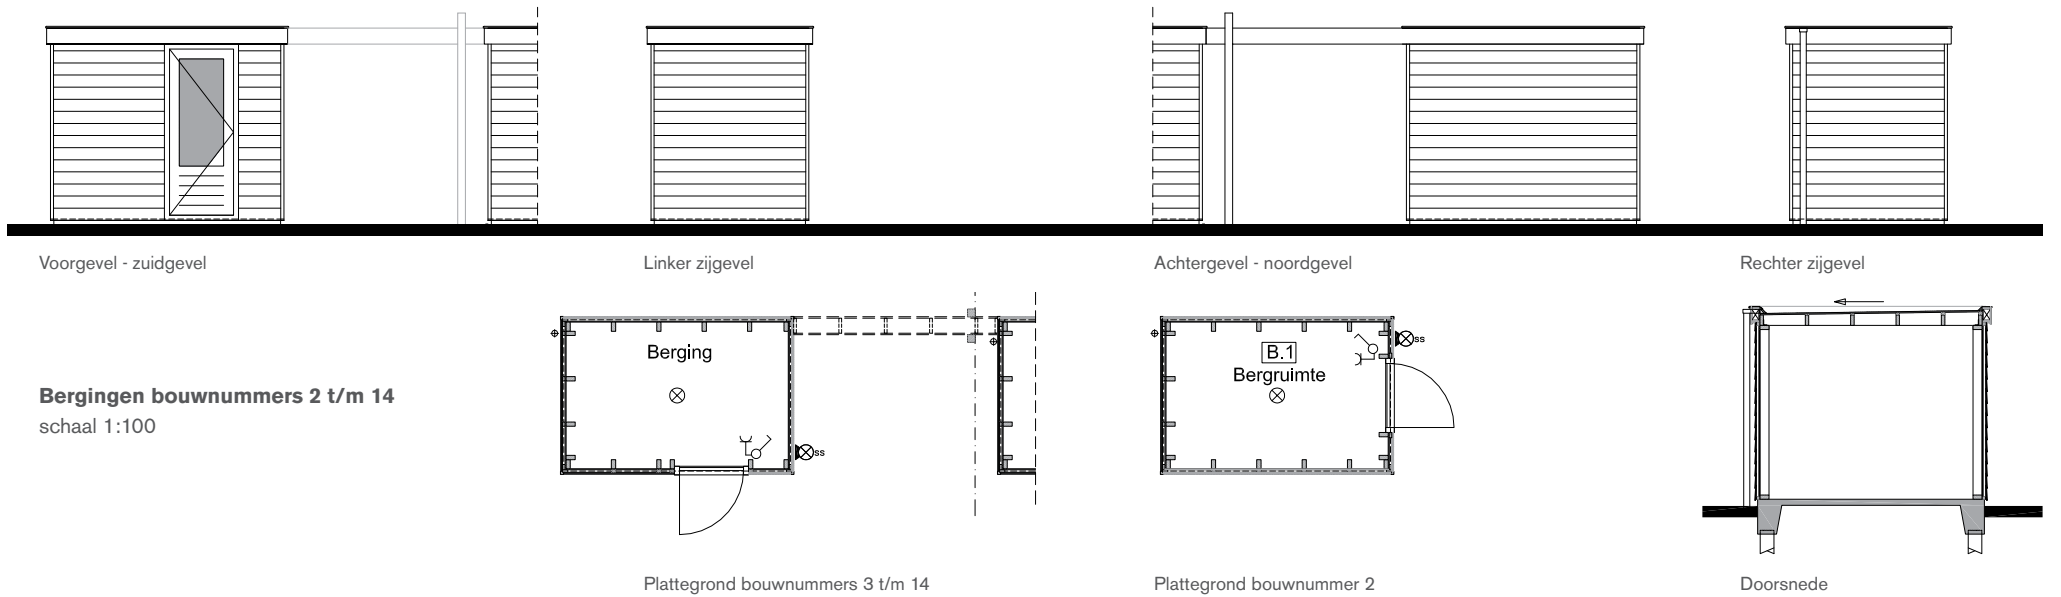 Voorgevel - zuidgevel
Linker zijgevel
Achtergevel - noordgevel
Rechter zijgevel
Bergingen bouwnummers 2 t/m 14
schaal 1:100
Berging
ss
B.1
Bergruimte
ss
Plattegrond bouwnummers 3 t/m 14
Plattegrond bouwnummer 2
Doorsnede